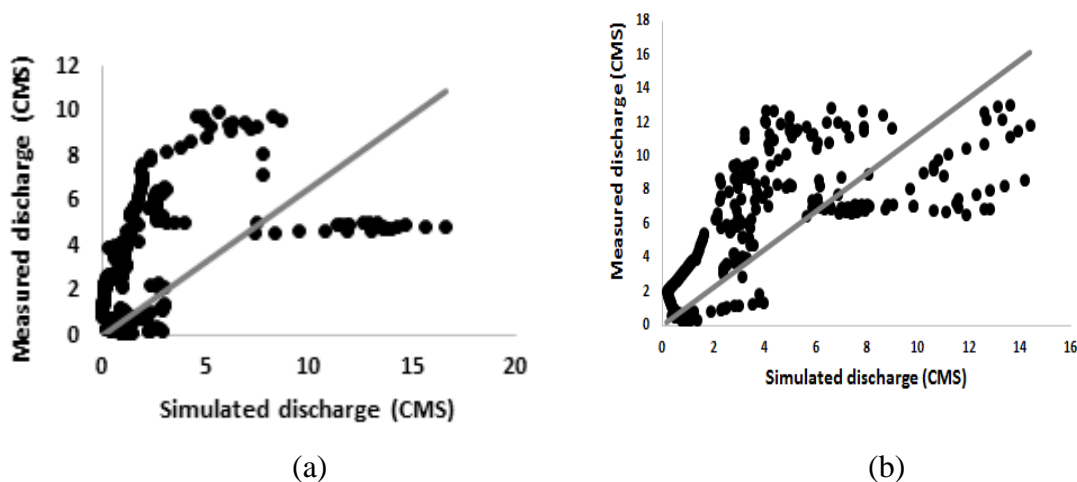 Measured discharge (CMS)
12
10
8
6
4
2
0
0 5 10 15 20
Simulated discharge (CMS)
(a)
Measured discharge (CMS)
18
16
14
12
10
8
6
4
2
0
0 2 4 6 8 10 12 14 16
Simulated discharge (CMS)
(b)